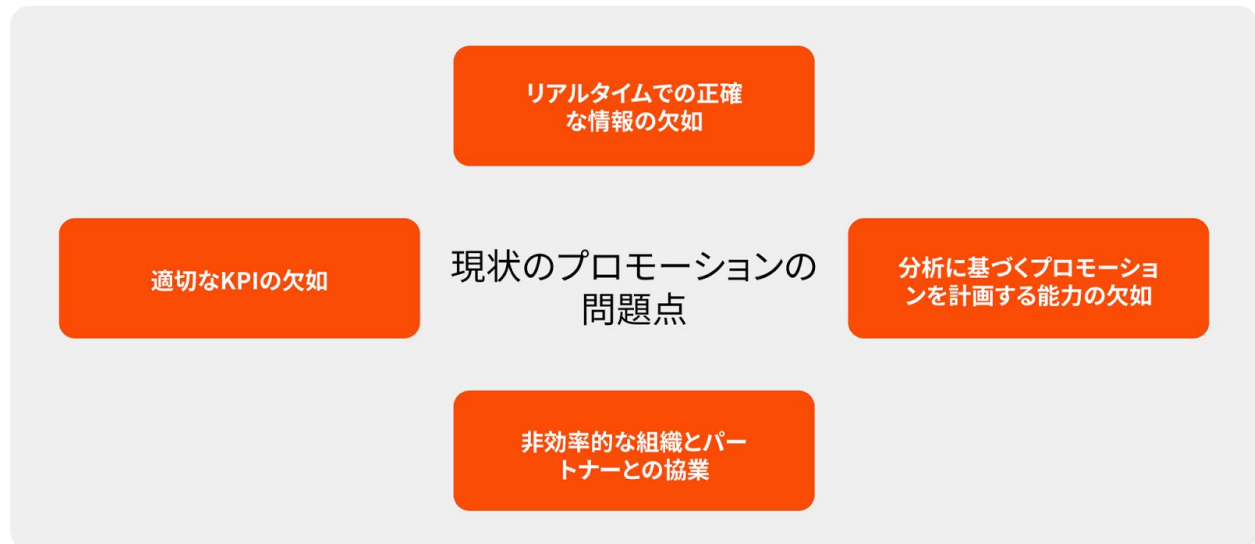 リアルタイムでの正確
な情報の欠如
適切なKPIの欠如
現状のプロモーションの
問題点
分析に基づくプロモーショ
ンを計画する能力の欠如
非効率的な組織とパー
トナーとの協業